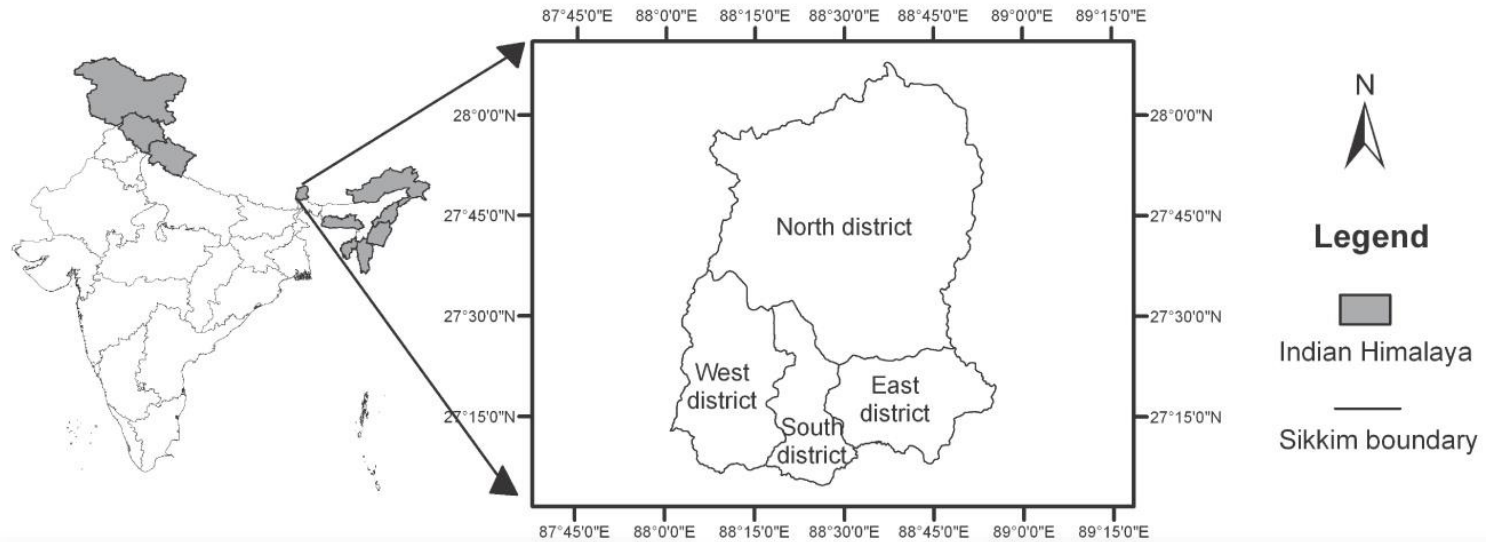 87°45'0"E 88°0'0"E 88°15'0"E 88°30'0"E 88°45'0"E 89°0'0"E 89°15'0"E
28°0'0"N
28°0'0"N
27°45'0"N
27°45'0"N
27°30'0"N
27°30'0"N
27°15'0"N
27°15'0"N
North district
West
district
South
district
East
district
87°45'0"E 88°0'0"E 88°15'0"E 88°30'0"E 88°45'0"E 89°0'0"E 89°15'0"E
N
Legend
Indian Himalaya
Sikkim boundary